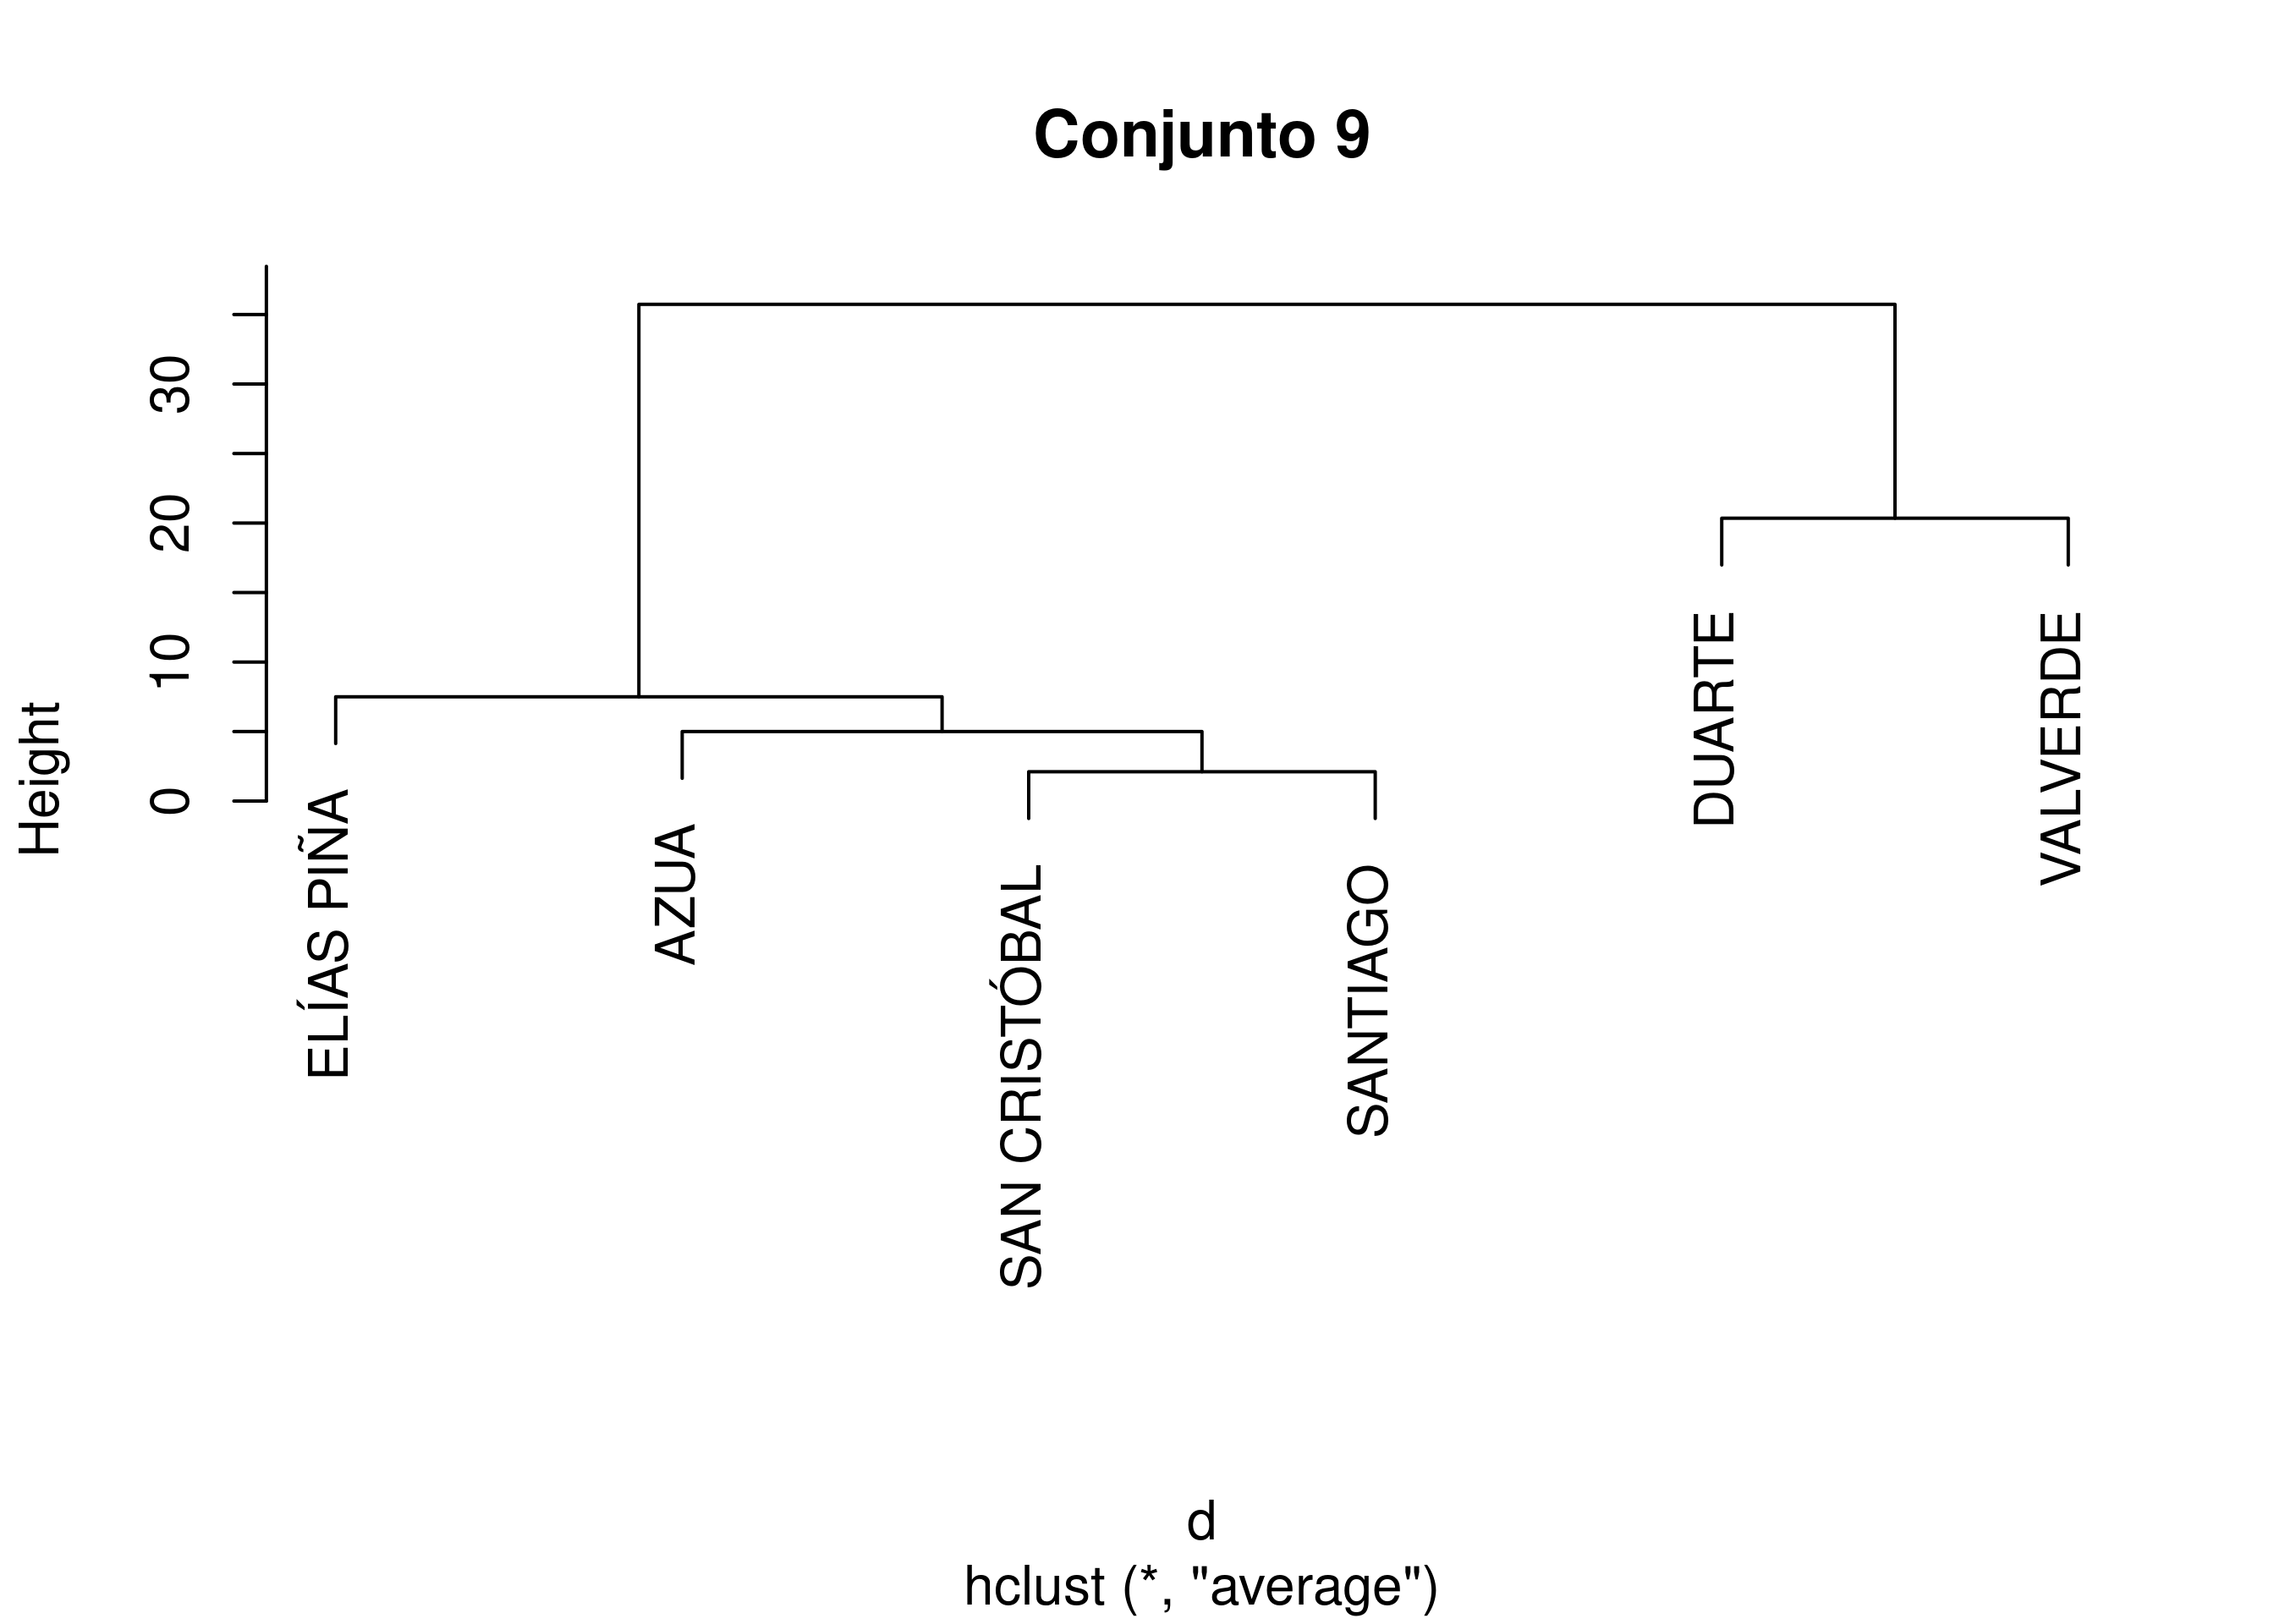 Conjunto 9
Height
0
10
20
30
ELÍAS PIÑA
AZUA
SAN CRISTÓBAL
SANTIAGO
DUARTE
VALVERDE
d
hclust (*, "average")